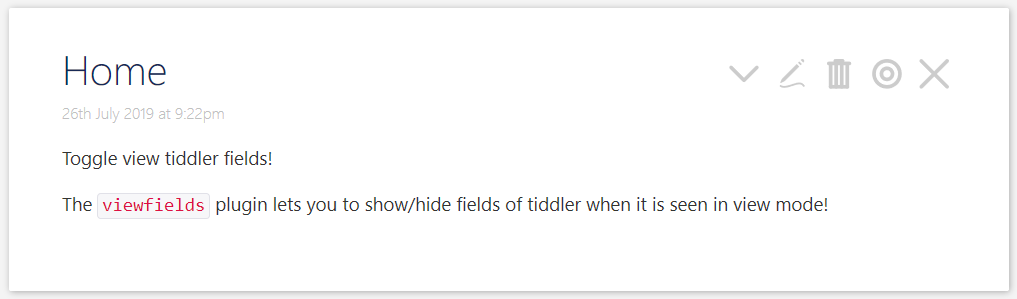 Home
26th July 2019 at 9:22pm
Toggle view tiddler fields!
The viewfields plugin lets you to show/hide fields of tiddler when it is seen in view mode!